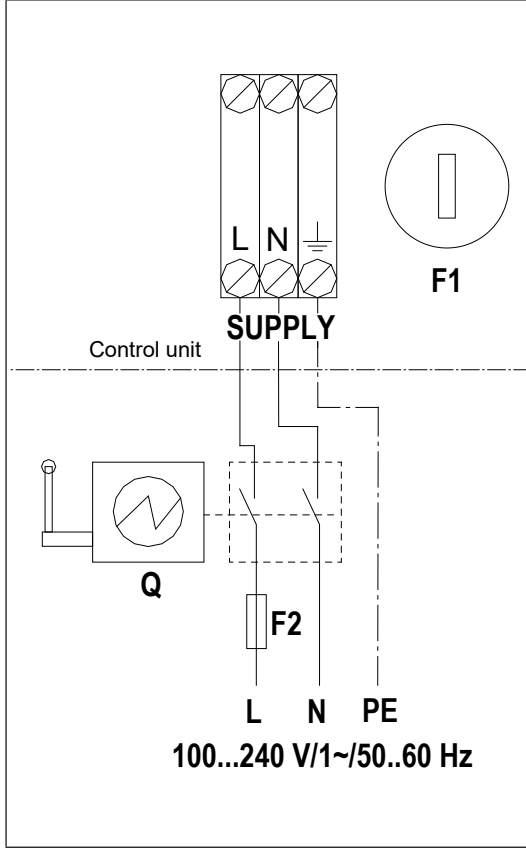 L N
F1
SUPPLY
Control unit
Q
F2
L N PE
100...240 V/1~/50..60 Hz